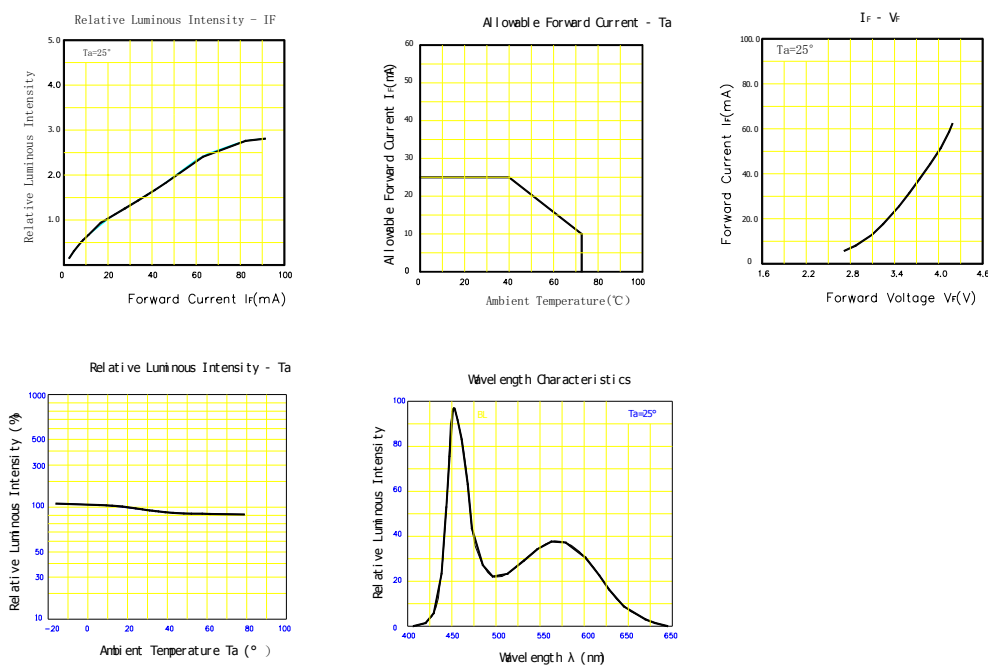 Relative Luminous Intensity - IF
Relative Luminous Intensity
5.0
4.0
3.0
2.0
1.0
Ta=25°
0 20 40 60 80 100
Forward Current IF(mA)
Allowable Forward Current - Ta
Allowable Forward Current IF(mA)
60
50
40
30
20
10
0
0 20 40 60 80 100
Ambient Temperature(℃)
IF - VF
Forward Current IF(mA)
100.0
80.0
60.0
40.0
20.0
0
Ta=25°
1.6 2.2 2.8 3.4 4.0 4.6
Forward Voltage VF(V)
Relative Luminous Intensity - Ta
Relative Luminous Intensity (%)
1000
500
300
100
50
30
10
-20 0 20 40 60 80 100
Ambient Temperature Ta (° )
Wavelength Characteristics
Relative Luminous Intensity
100
80
60
40
20
0
Ta=25°
400 450 500 550 600 650 650
Wavelength λ (nm)